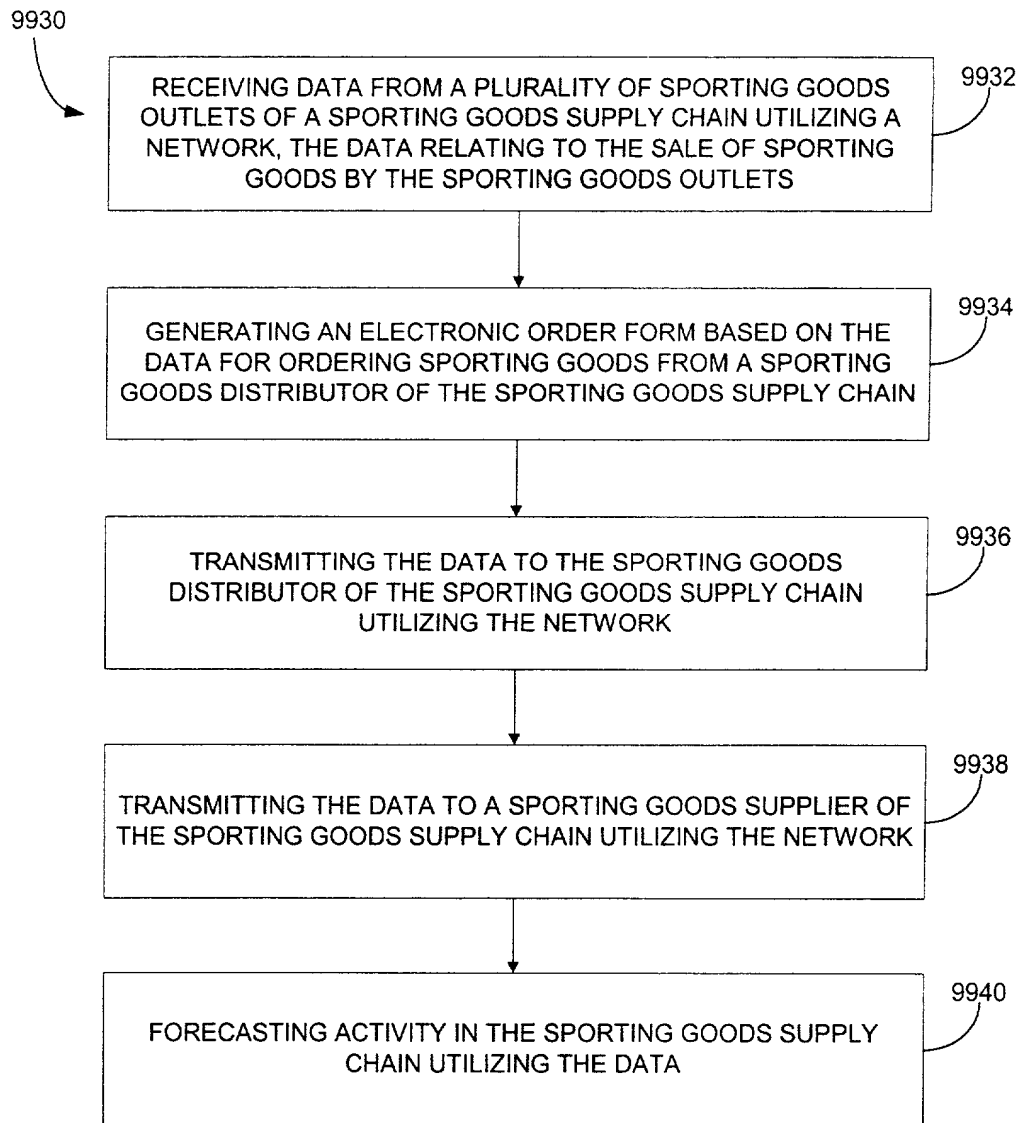 9930
RECEIVING DATA FROM A PLURALITY OF SPORTING GOODS
OUTLETS OF A SPORTING GOODS SUPPLY CHAIN UTILIZING A
NETWORK, THE DATA RELATING TO THE SALE OF SPORTING
GOODS BY THE SPORTING GOODS OUTLETS
9932
GENERATING AN ELECTRONIC ORDER FORM BASED ON THE
DATA FOR ORDERING SPORTING GOODS FROM A SPORTING
GOODS DISTRIBUTOR OF THE SPORTING GOODS SUPPLY CHAIN
9934
TRANSMITTING THE DATA TO THE SPORTING GOODS
DISTRIBUTOR OF THE SPORTING GOODS SUPPLY CHAIN
UTILIZING THE NETWORK
9936
TRANSMITTING THE DATA TO A SPORTING GOODS SUPPLIER OF
THE SPORTING GOODS SUPPLY CHAIN UTILIZING THE NETWORK
9938
FORECASTING ACTIVITY IN THE SPORTING GOODS SUPPLY
CHAIN UTILIZING THE DATA
9940